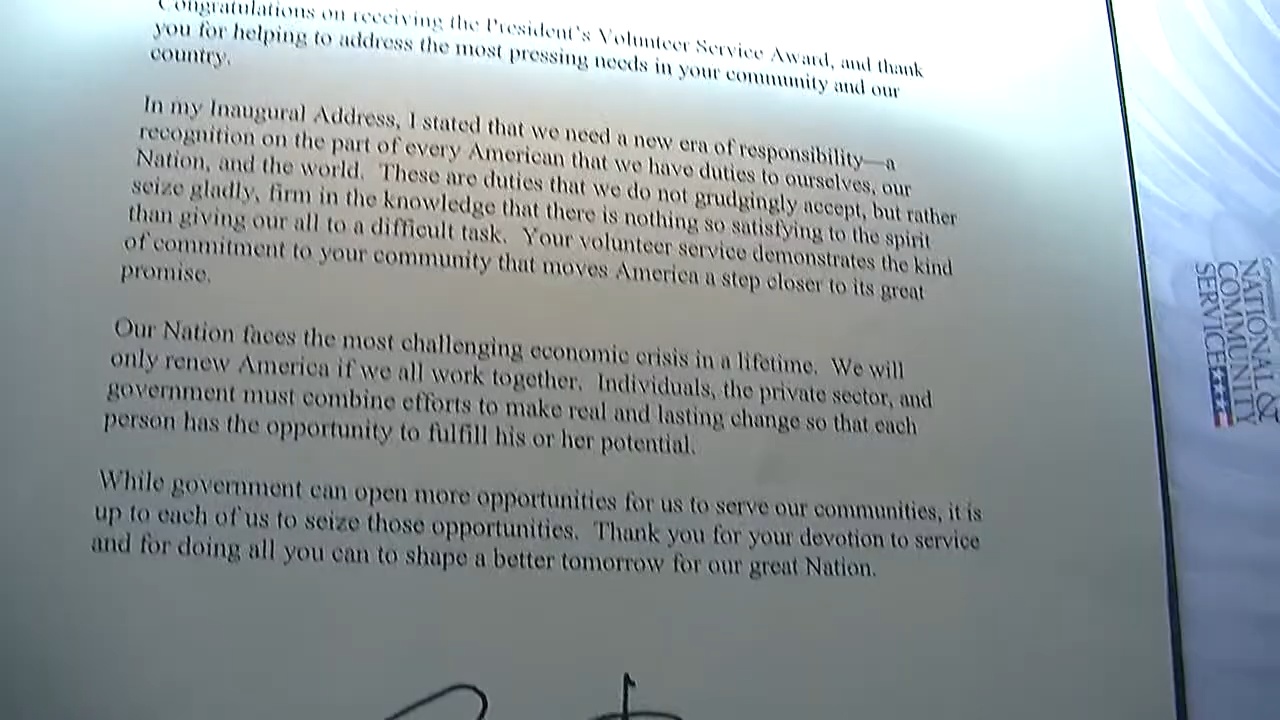 Congratulations on receiving the President's Volunteer Service Award, and thank
you for helping to address the most pressing needs in your community and our
country.
In my Inaugural Address, I stated that we need a new era of responsibility—a
recognition on the part of every American that we have duties to ourselves, our
Nation, and the world. These are duties that we do not grudgingly accept, but rather
seize gladly, firm in the knowledge that there is nothing so satisfying to the spirit
than giving our all to a difficult task. Your volunteer service demonstrates the kind
of commitment to your community that moves America a step closer to its great
promise.
Our Nation faces the most challenging economic crisis in a lifetime. We will
only renew America if we all work together. Individuals, the private sector, and
government must combine efforts to make real and lasting change so that each
person has the opportunity to fulfill his or her potential.
While government can open more opportunities for us to serve our communities, it is
up to each of us to seize those opportunities. Thank you for your devotion to service
and for doing all you can to shape a better tomorrow for our great Nation.
NATIONAL &
COMMUNITY
SERVICE